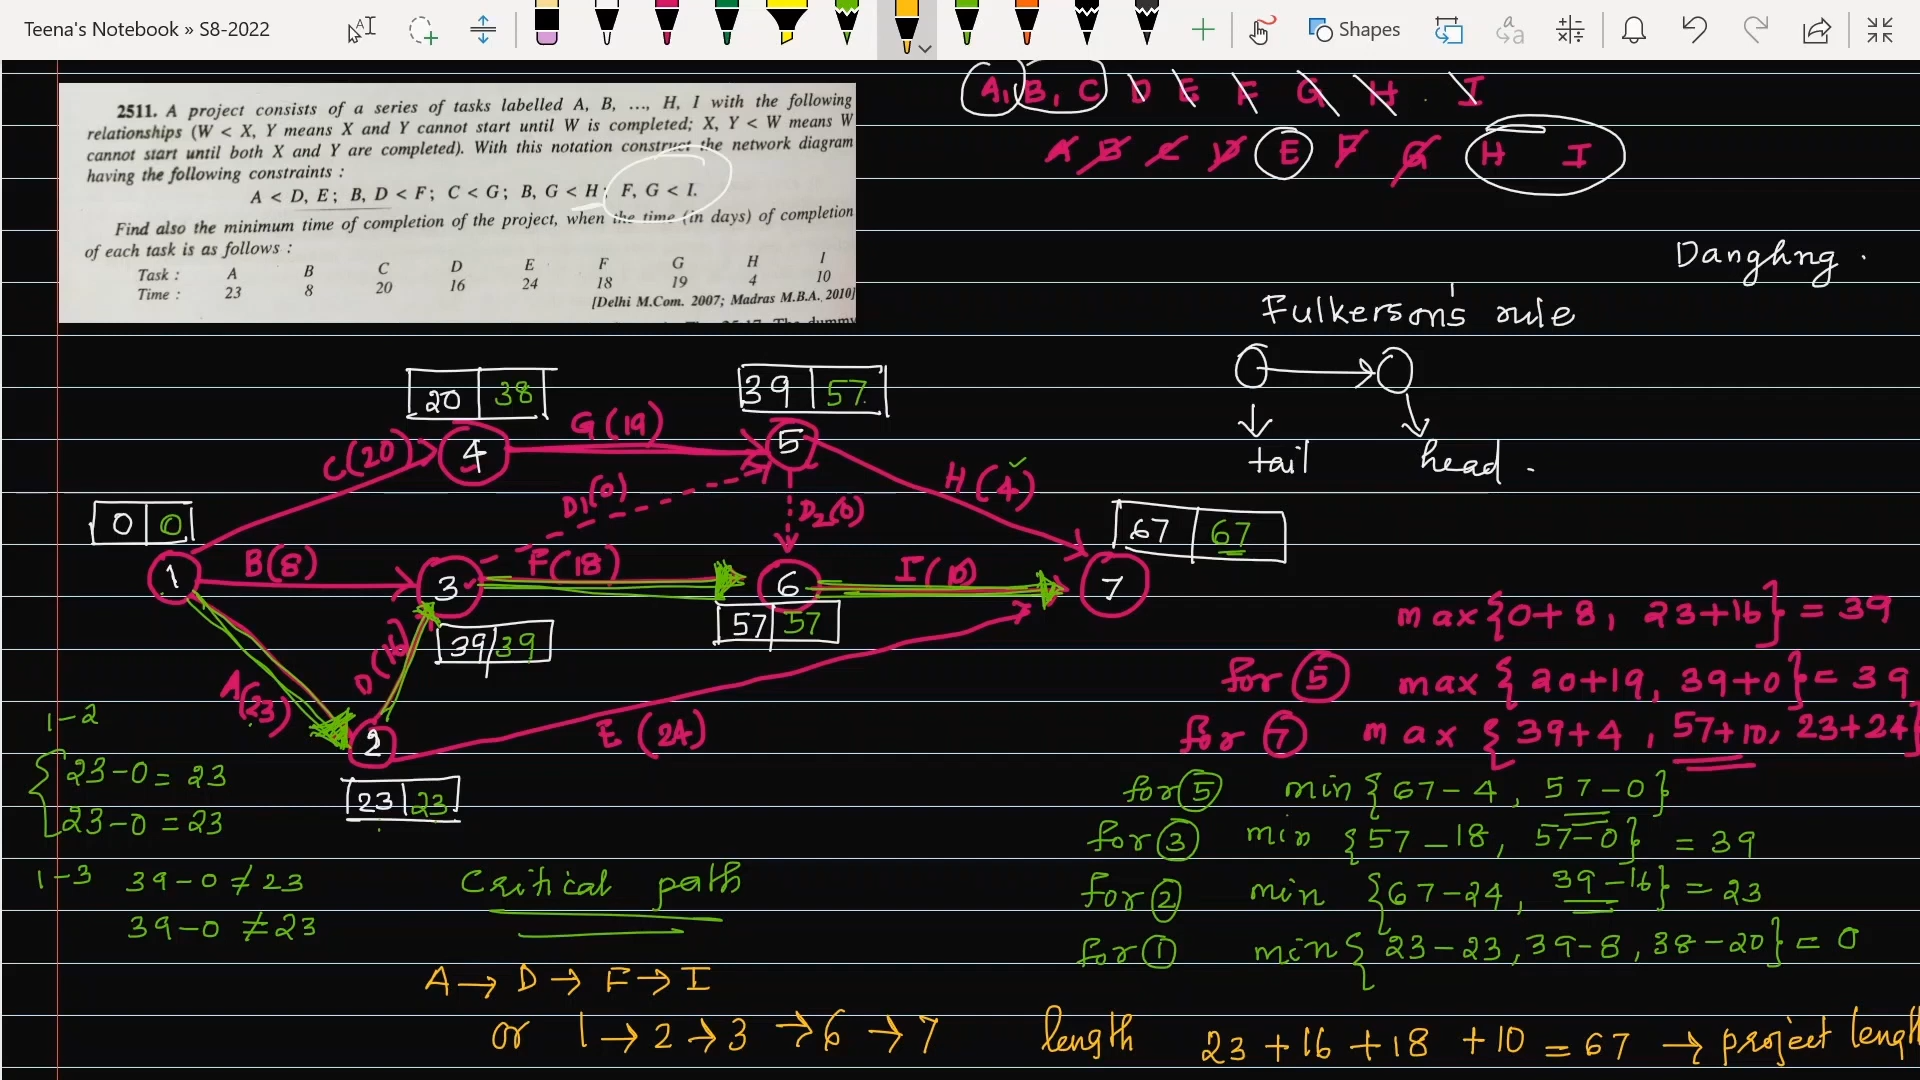 Teena's Notebook » S8-2022
Shapes
2511. A project consists of a series of tasks labelled A, B, ..., H, I with the following
relationships (W < X, Y means X and Y cannot start until W is completed; X, Y < W means W
cannot start until both X and Y are completed). With this notation construct the network diagram
having the following constraints :
A < D, E; B, D < F; C < G; B, G < H; F, G < I.
Find also the minimum time of completion of the project, when the time (in days) of completion
of each task is as follows :
Task : A B C D E F G H I
Time : 23 8 20 16 24 18 19 4 10
[Delhi M.Com. 2007; Madras M.B.A. 2010]
A, B, C D E F G H I
A B C D E F G H I
Danghng .
Fulkerson's rule
tail head .
20 38
39 57
C(20) 4 G(19) 5 H(4)
D1(0) D2(0)
0 0
67 67
1 B(8) 3 F(18) 6 I(10) 7
39 39
57 57
A(23) D(16)
2 E(24)
23 23
max{0+8, 23+16} = 39
for 5 max{20+19, 39+0} = 39
for 7 max{39+4, 57+10, 23+24}
1-2
23-0 = 23
23-0 = 23
1-3 39-0 ≠ 23
39-0 ≠ 23
for 5 min{67-4, 57-0}
for 3 min {57-18, 57-0} = 39
for 2 min {67-24, 39-16} = 23
for 1 min{23-23, 39-8, 38-20} = 0
Critical path
A → D → F → I
or 1 → 2 → 3 → 6 → 7 length 23 + 16 + 18 + 10 = 67 → project length